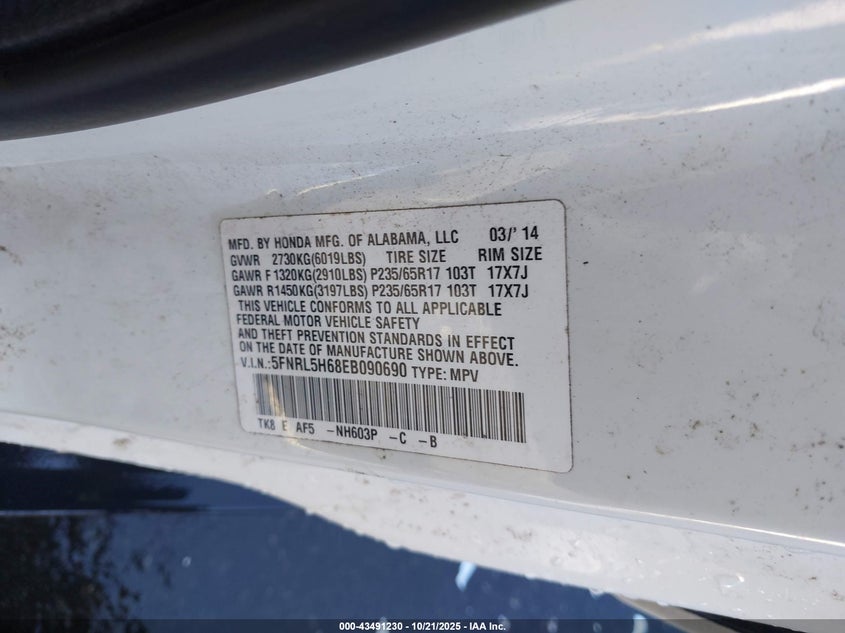 MFD. BY HONDA MFG. OF ALABAMA, LLC 03/' 14
GVWR 2730KG(6019LBS) TIRE SIZE RIM SIZE
GAWR F 1320KG(2910LBS) P235/65R17 103T 17X7J
GAWR R1450KG(3197LBS) P235/65R17 103T 17X7J
THIS VEHICLE CONFORMS TO ALL APPLICABLE
FEDERAL MOTOR VEHICLE SAFETY
AND THEFT PREVENTION STANDARDS IN EFFECT
ON THE DATE OF MANUFACTURE SHOWN ABOVE.
V.I.N.:5FNRL5H68EB090690 TYPE: MPV
TK8 E AF5 -NH603P -C -B
000-43491230 - 10/21/2025 - IAA Inc.